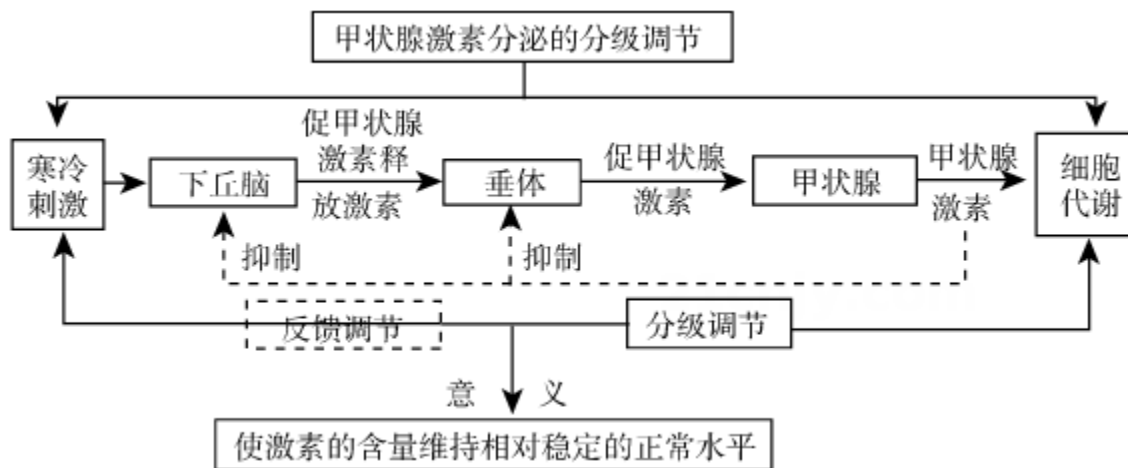 甲状腺激素分泌的分级调节
寒冷
刺激
下丘脑
促甲状腺
激素释
放激素
垂体
促甲状腺
激素
甲状腺
甲状腺
激素
细胞
代谢
抑制
抑制
反馈调节
分级调节
意 义
使激素的含量维持相对稳定的正常水平